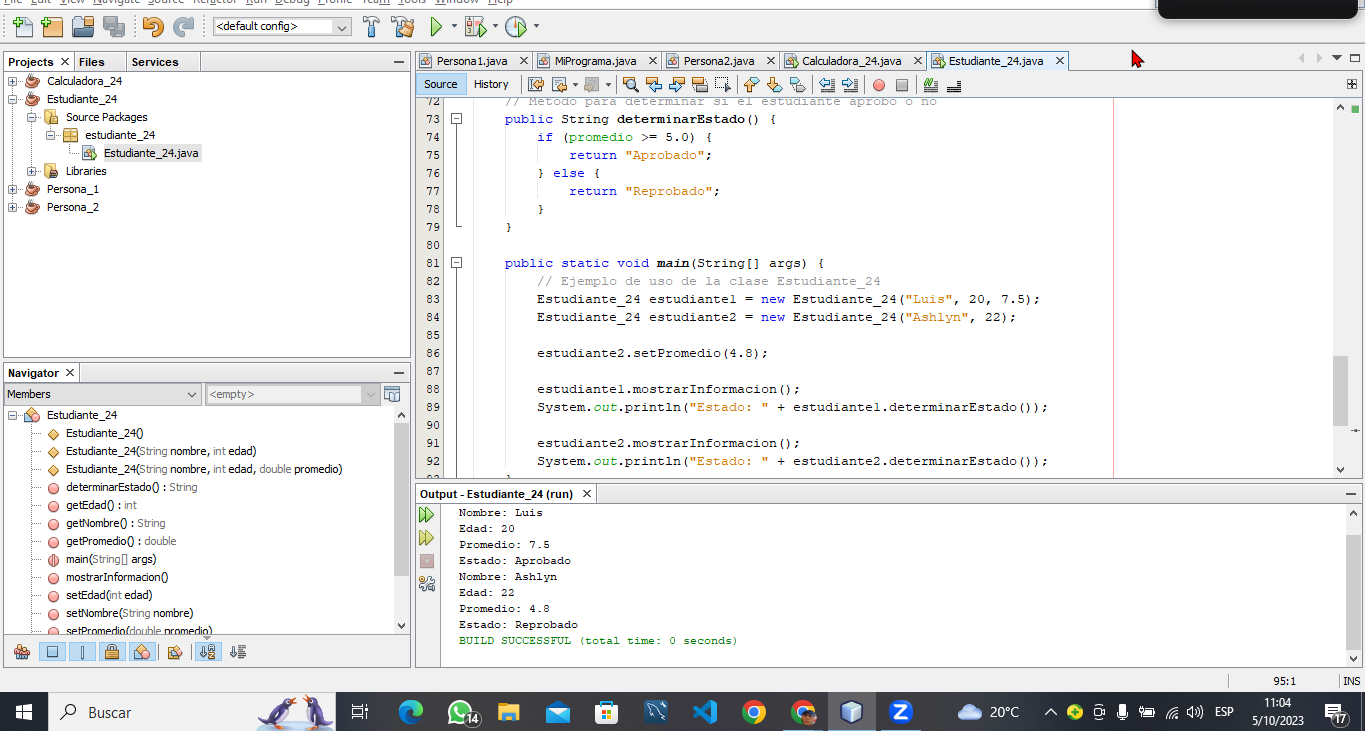 File Edit View Navigate Source Refactor Run Debug Profile Team Tools Window Help
<default config>
Projects Files Services
Calculadora_24
Estudiante_24
Source Packages
estudiante_24
Estudiante_24.java
Libraries
Persona_1
Persona_2
Navigator
Members <empty>
Estudiante_24
Estudiante_24()
Estudiante_24(String nombre, int edad)
Estudiante_24(String nombre, int edad, double promedio)
determinarEstado() : String
getEdad() : int
getNombre() : String
getPromedio() : double
main(String[] args)
mostrarInformacion()
setEdad(int edad)
setNombre(String nombre)
setPromedio(double promedio)
Persona1.java MiPrograma.java Persona2.java Calculadora_24.java Estudiante_24.java
Source History
72 // Metodo para determinar si el estudiante aprobo o no
73 public String determinarEstado() {
74 if (promedio >= 5.0) {
75 return "Aprobado";
76 } else {
77 return "Reprobado";
78 }
79 }
80
81 public static void main(String[] args) {
82 // Ejemplo de uso de la clase Estudiante_24
83 Estudiante_24 estudiante1 = new Estudiante_24("Luis", 20, 7.5);
84 Estudiante_24 estudiante2 = new Estudiante_24("Ashlyn", 22);
85
86 estudiante2.setPromedio(4.8);
87
88 estudiante1.mostrarInformacion();
89 System.out.println("Estado: " + estudiante1.determinarEstado());
90
91 estudiante2.mostrarInformacion();
92 System.out.println("Estado: " + estudiante2.determinarEstado());
93 }
Output - Estudiante_24 (run)
Nombre: Luis
Edad: 20
Promedio: 7.5
Estado: Aprobado
Nombre: Ashlyn
Edad: 22
Promedio: 4.8
Estado: Reprobado
BUILD SUCCESSFUL (total time: 0 seconds)
95:1 INS
Buscar
14
20°C
ESP
11:04
5/10/2023
17